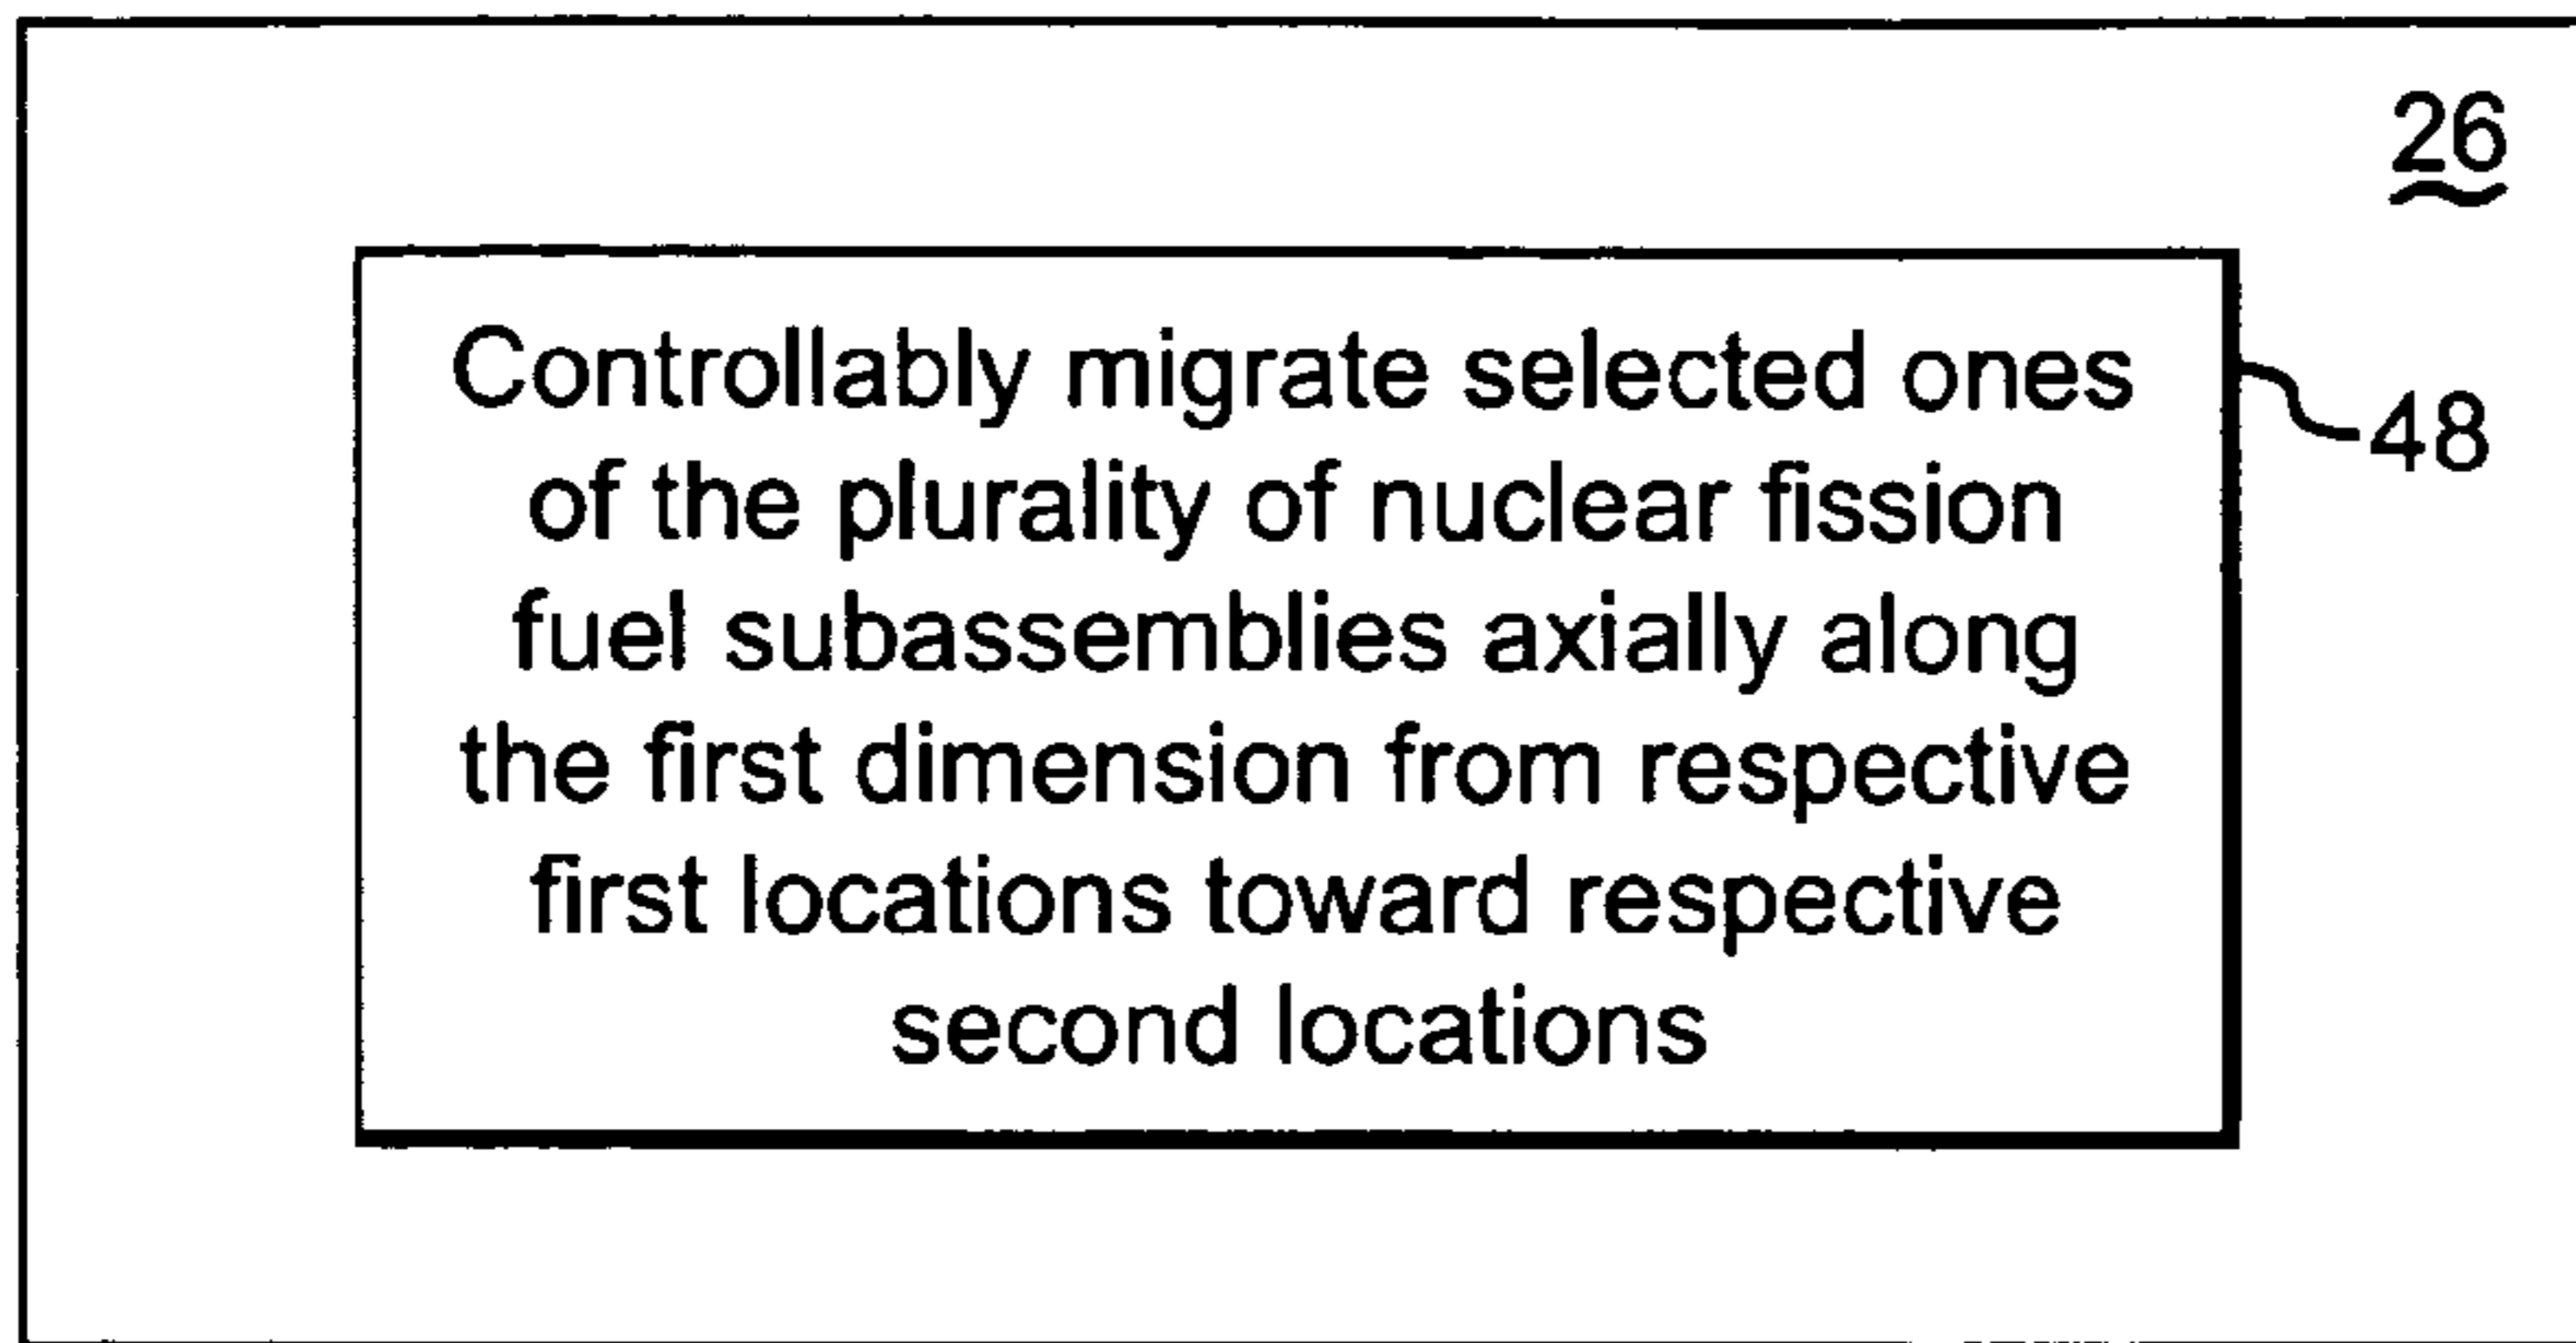 26
Controllably migrate selected ones
of the plurality of nuclear fission
fuel subassemblies axially along
the first dimension from respective
first locations toward respective
second locations
48